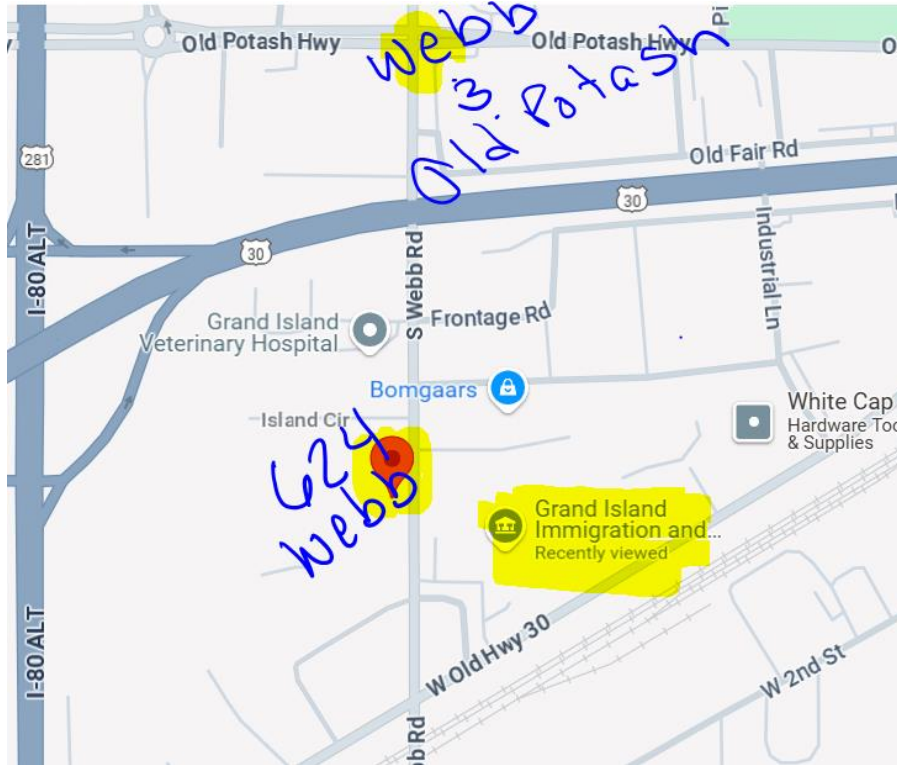 Webb
Old Potash Hwy
Old Potash Hwy
3
Old Potash
281
Old Fair Rd
30
30
I-80 ALT
S Webb Rd
Industrial Ln
Frontage Rd
Grand Island
Veterinary Hospital
Bomgaars
Island Cir
White Cap
Hardware Too
& Supplies
624
Webb
Grand Island
Immigration and...
Recently viewed
I-80 ALT
W Old Hwy 30
W 2nd St
bb Rd